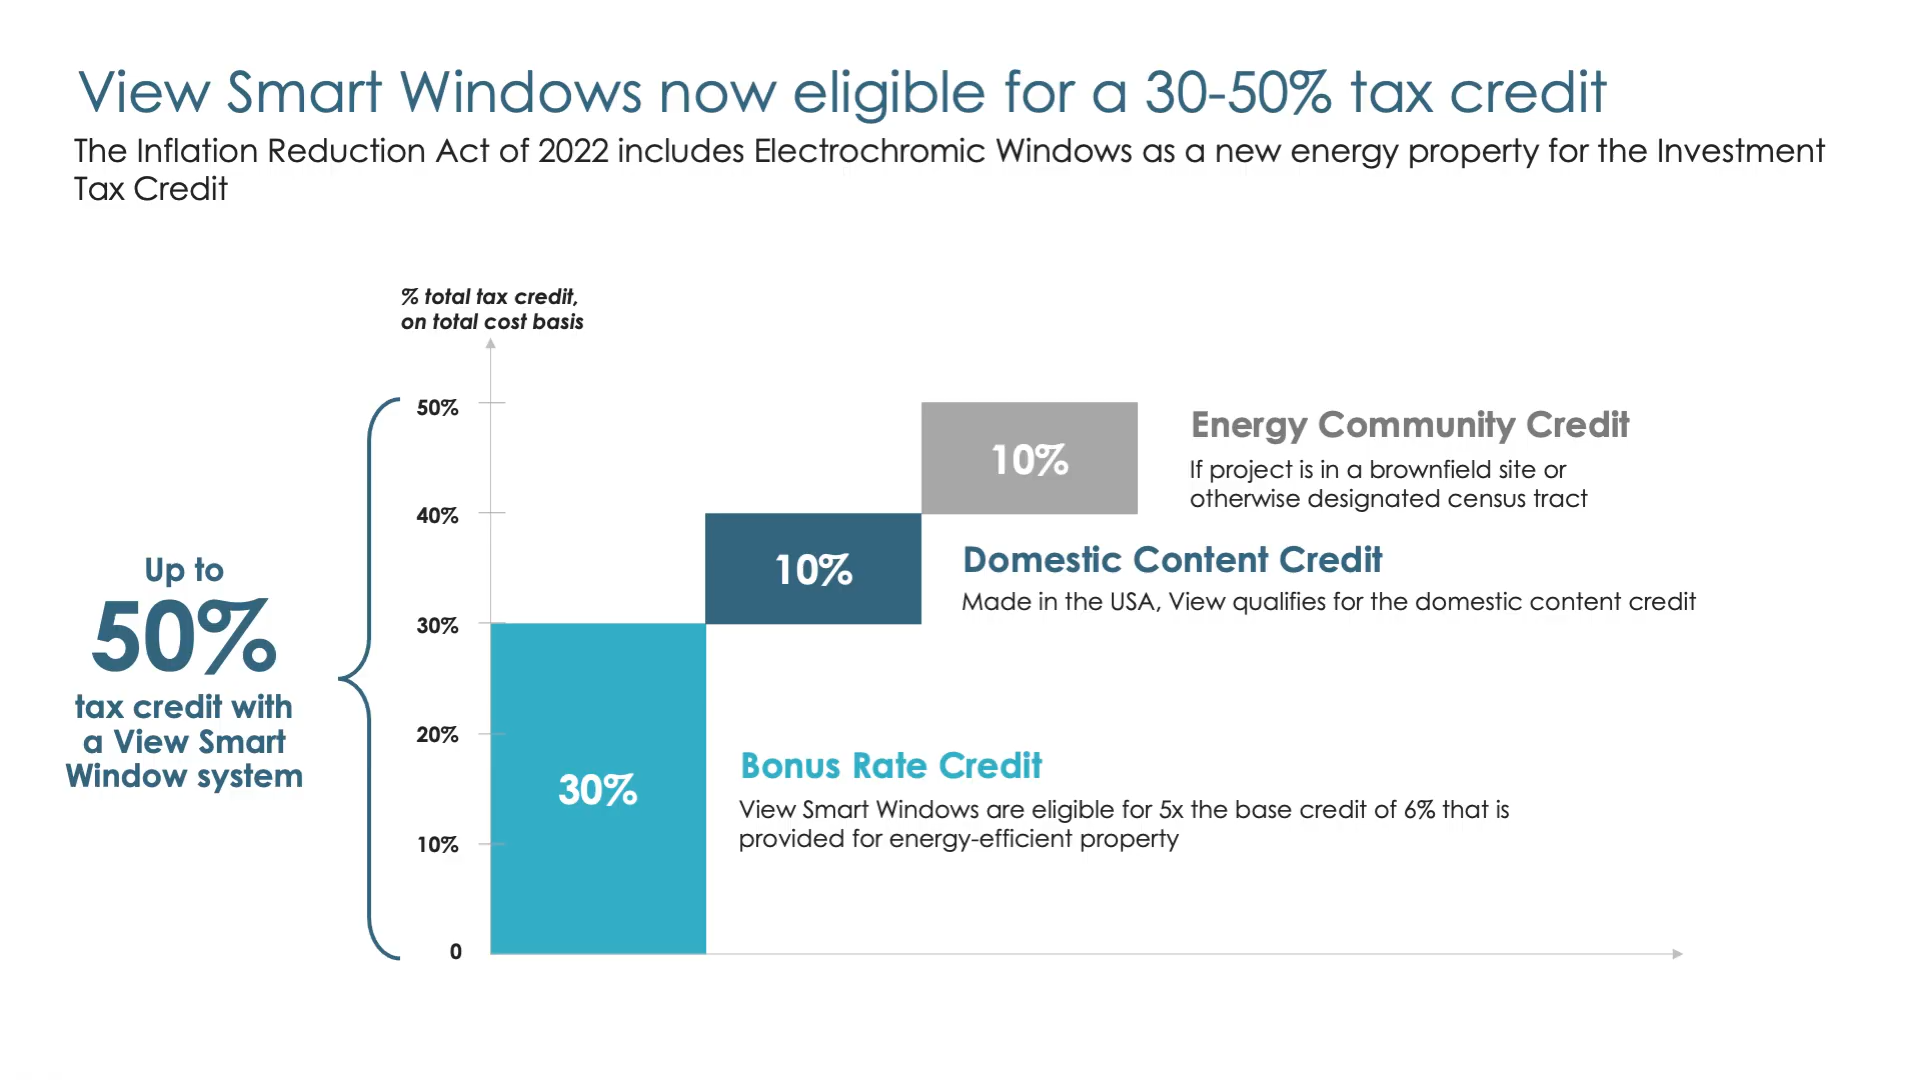 View Smart Windows now eligible for a 30-50% tax credit
The Inflation Reduction Act of 2022 includes Electrochromic Windows as a new energy property for the Investment
Tax Credit
% total tax credit,
on total cost basis
50%
40%
30%
20%
10%
0
Up to
50%
tax credit with
a View Smart
Window system
10%
Energy Community Credit
If project is in a brownfield site or
otherwise designated census tract
10%
Domestic Content Credit
Made in the USA, View qualifies for the domestic content credit
30%
Bonus Rate Credit
View Smart Windows are eligible for 5x the base credit of 6% that is
provided for energy-efficient property